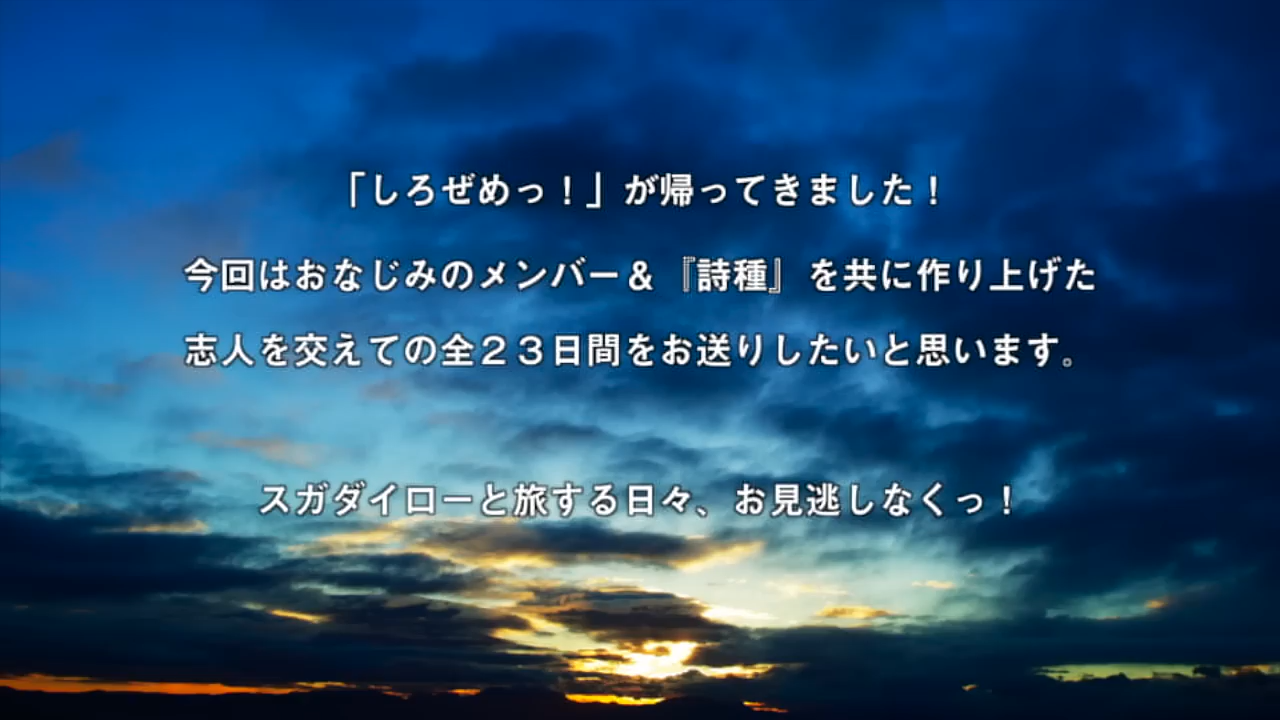 「しろぜめっ！」が帰ってきました！
今回はおなじみのメンバー＆『詩種』を共に作り上げた
志人を交えての全２３日間をお送りしたいと思います。
スガダイローと旅する日々、お見逃しなくっ！